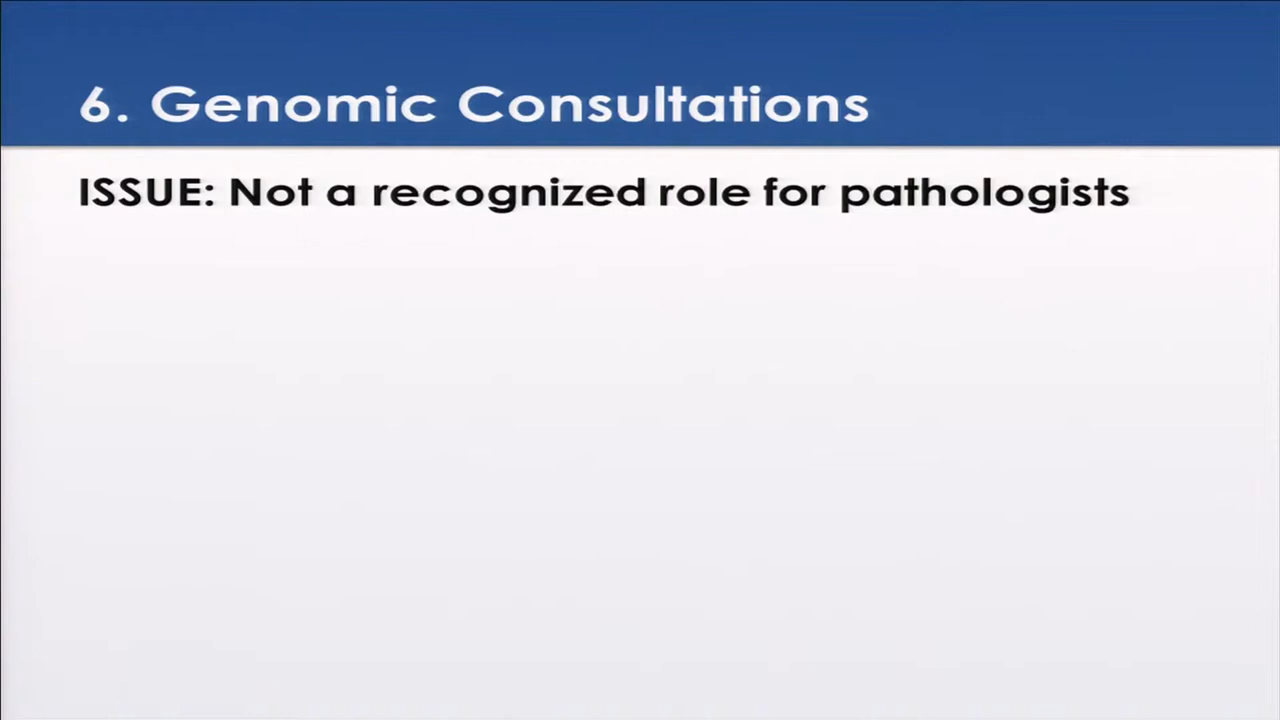 6. Genomic Consultations
ISSUE: Not a recognized role for pathologists